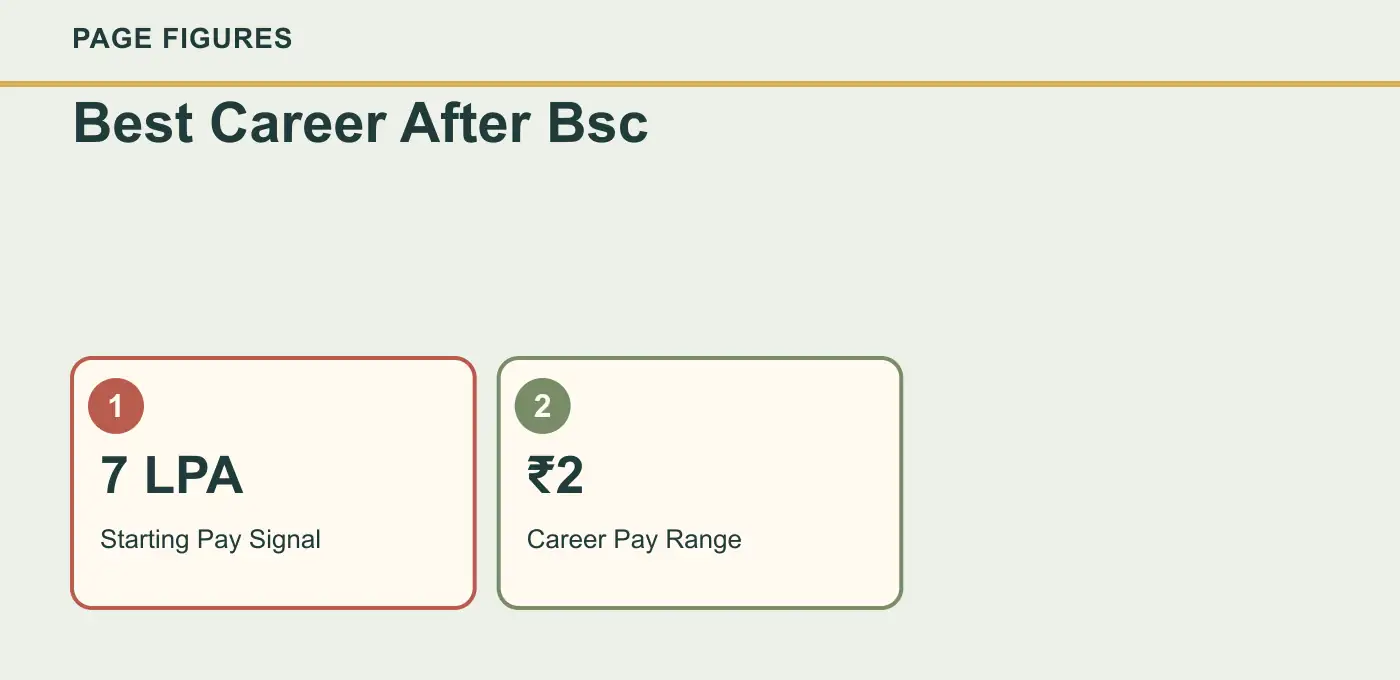 PAGE FIGURES
Best Career After Bsc
1
7 LPA
Starting Pay Signal
2
₹2
Career Pay Range